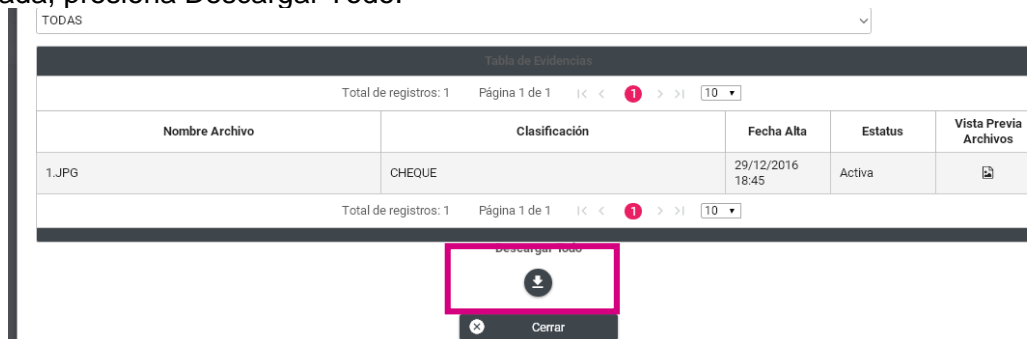 ada, presiona Descargar Todo.
TODAS
Tabla de Evidencias
Total de registros: 1 Página 1 de 1 |< < 1 > >| 10
Nombre Archivo Clasificación Fecha Alta Estatus Vista Previa Archivos
1.JPG CHEQUE 29/12/2016 18:45 Activa
Total de registros: 1 Página 1 de 1 |< < 1 > >| 10
Descargar Todo
Cerrar